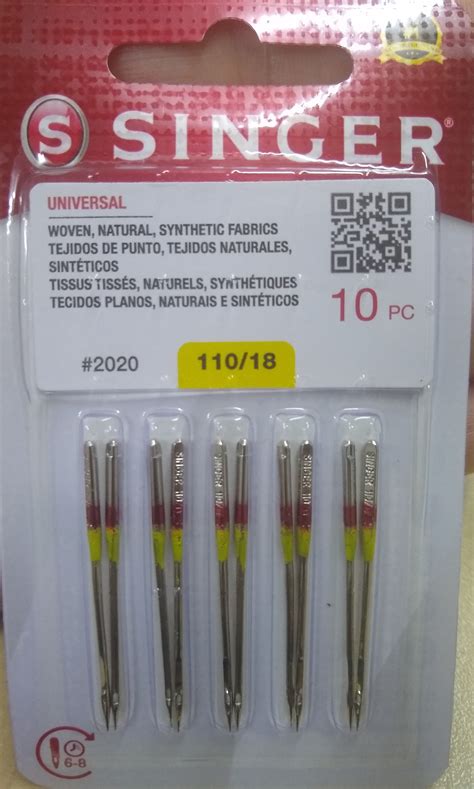 S SINGER®
UNIVERSAL
WOVEN, NATURAL, SYNTHETIC FABRICS
TEJIDOS DE PUNTO, TEJIDOS NATURALES,
SINTÉTICOS
TISSUS TISSÉS, NATURELS, SYNTHÉTIQUES
TECIDOS PLANOS, NATURAIS E SINTÉTICOS
10 PC
#2020
110/18
6-8